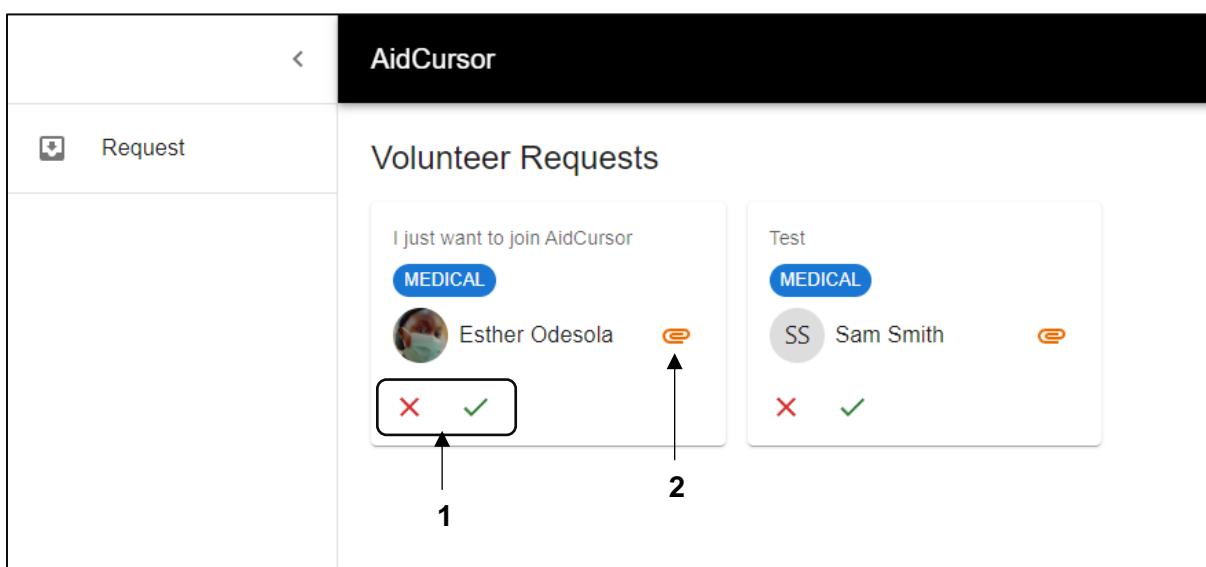 AidCursor
Request
Volunteer Requests
I just want to join AidCursor
MEDICAL
Esther Odesola
Test
MEDICAL
SS Sam Smith
1
2